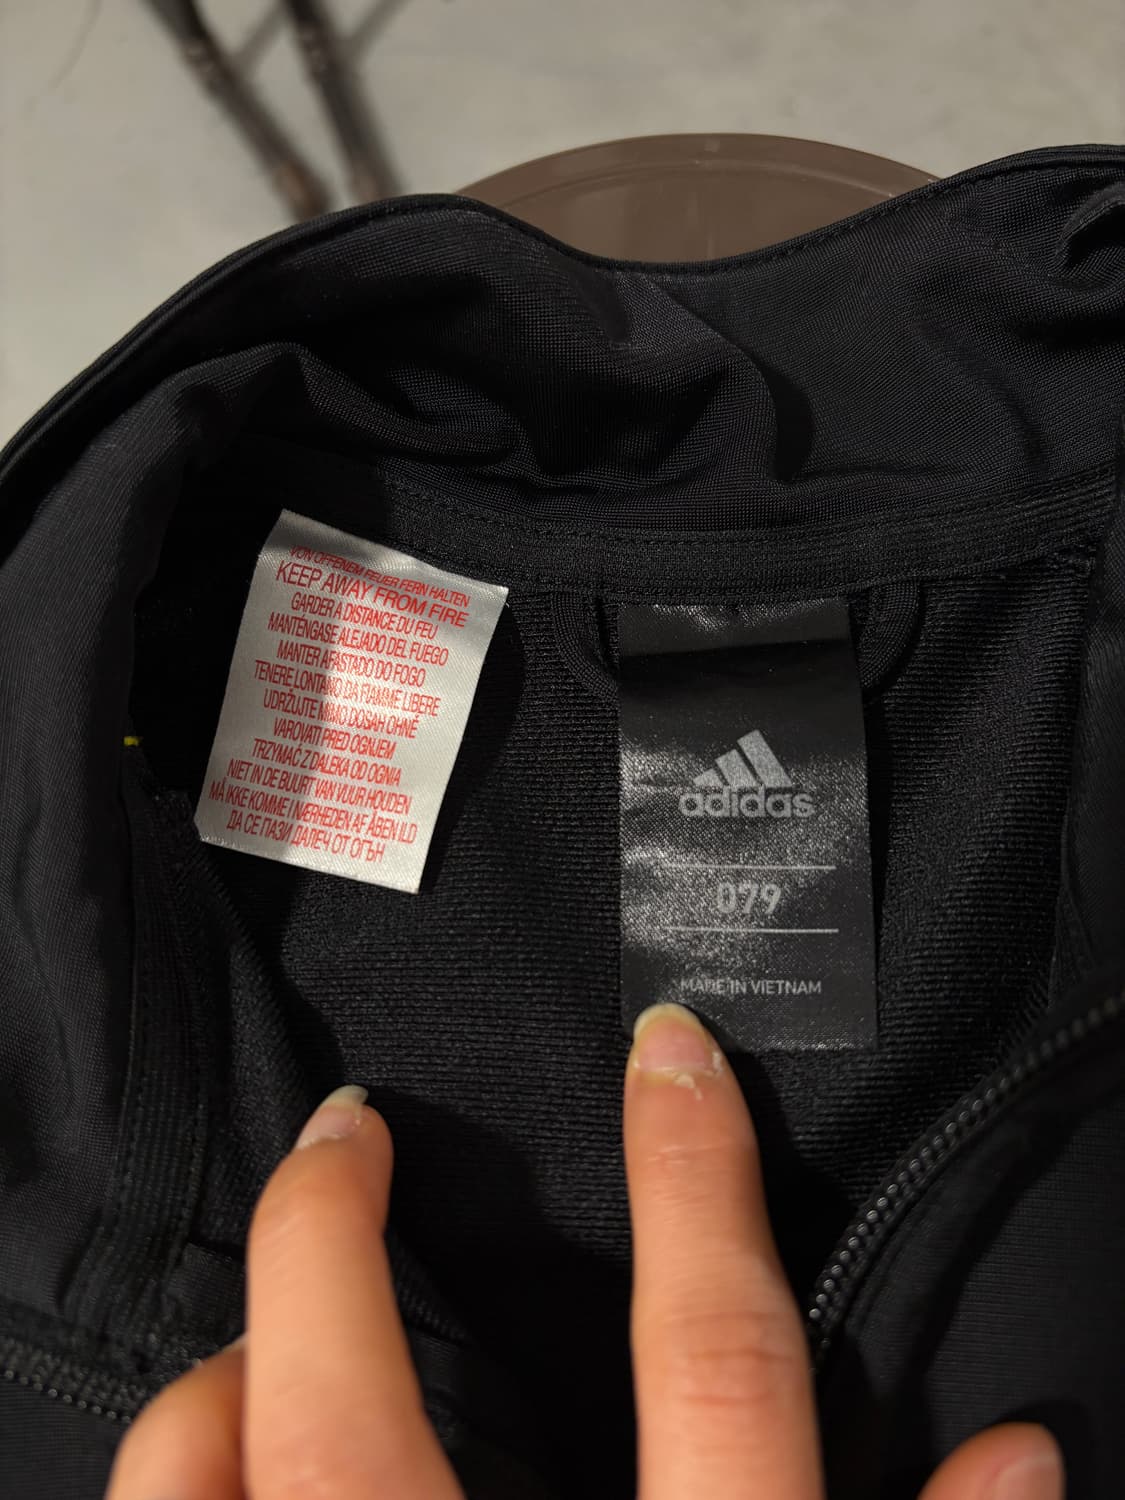 VON OFFENEM FEUER FERN HALTEN
KEEP AWAY FROM FIRE
GARDER A DISTANCE DU FEU
MANTÉNGASE ALEJADO DEL FUEGO
MANTER AFASTADO DO FOGO
TENERE LONTANO DA FIAMME LIBERE
UDRŽUJTE MIMO DOSAH OHNĚ
VAROVATI PRED OGNJEM
TRZYMAĆ Z DALEKA OD OGNIA
NIET IN DE BUURT VAN VUUR HOUDEN
MÅ IKKE KOMME I NÆRHEDEN AF ÅBEN ILD
ДА СЕ ПАЗИ ДАЛЕЧ ОТ ОГЪН
adidas
079
MADE IN VIETNAM